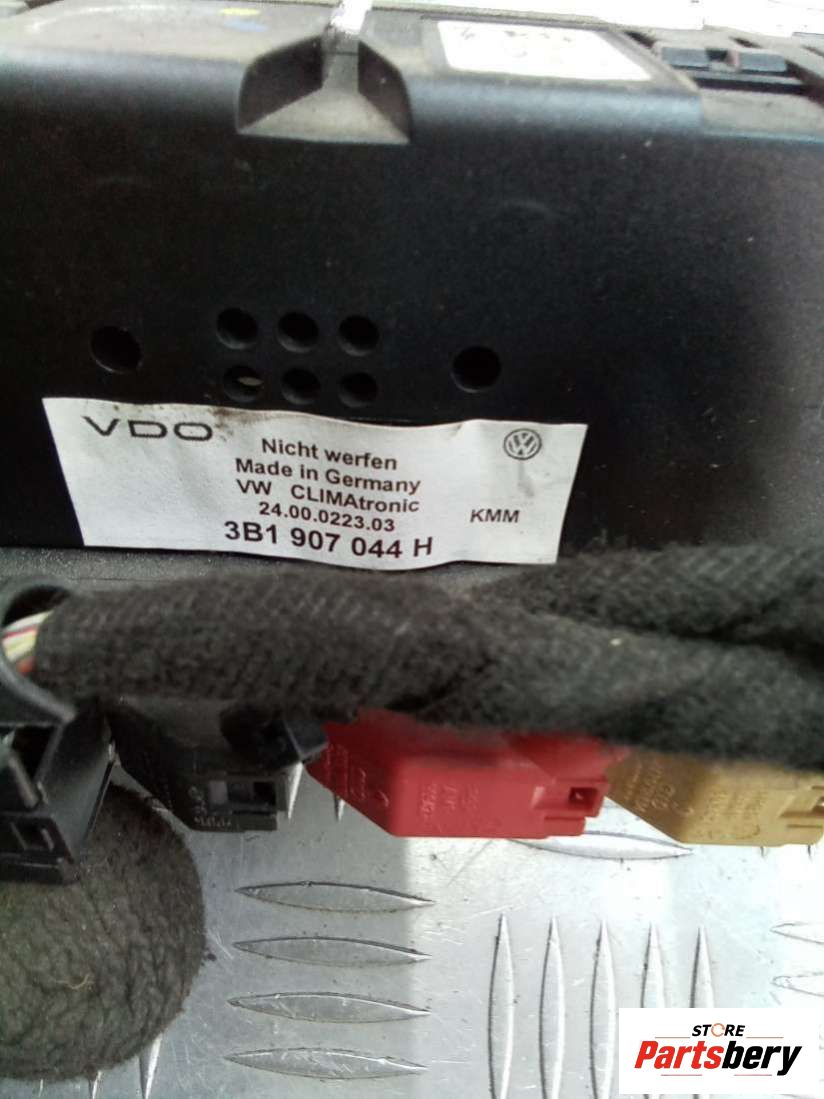 VDO
Nicht werfen
Made in Germany
VW CLIMAtronic
24.00.0223.03
KMM
3B1 907 044 H
STORE
Partsbery